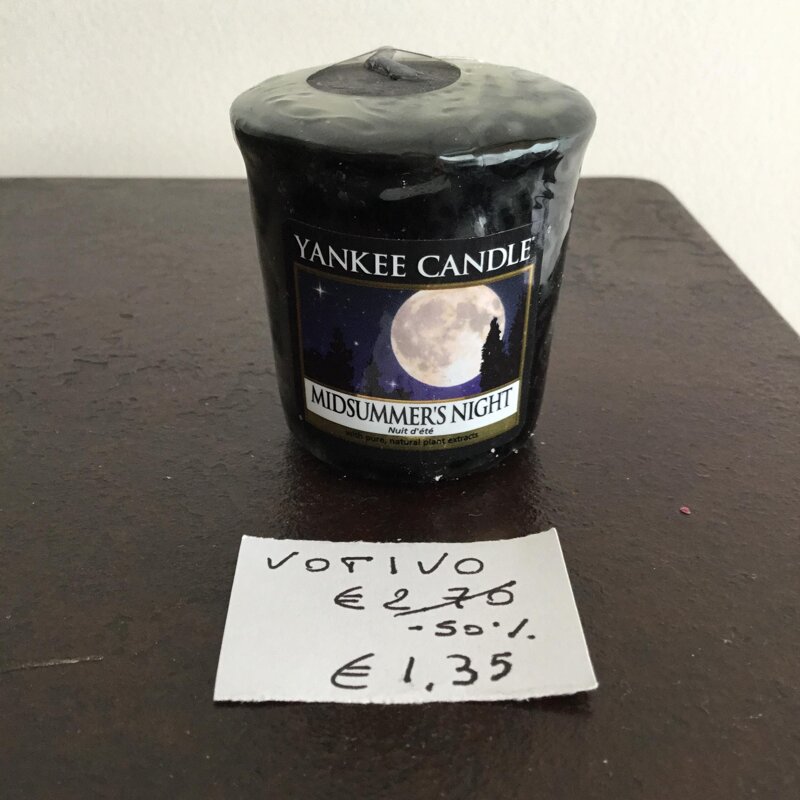 YANKEE CANDLE
MIDSUMMER'S NIGHT
Nuit d'été
with pure, natural plant extracts
VOTIVO
€ 2,70
-50%
€ 1,35